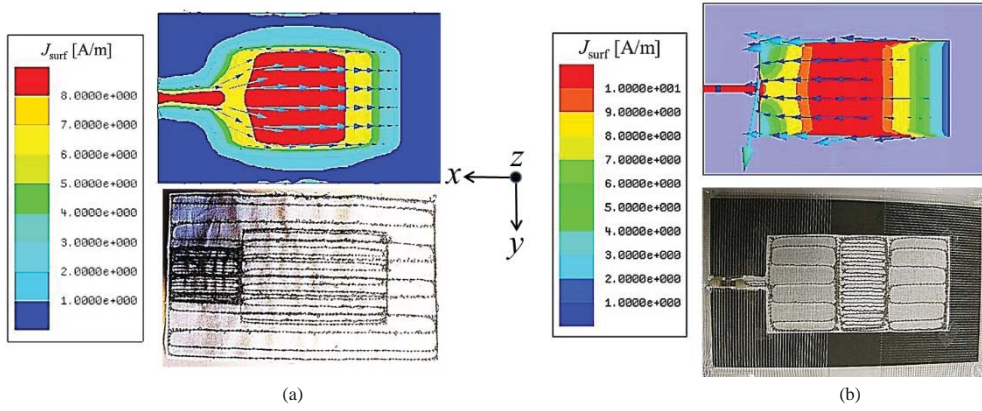 J_surf [A/m]
8.0000e+000
7.0000e+000
6.0000e+000
5.0000e+000
4.0000e+000
3.0000e+000
2.0000e+000
1.0000e+000
x
z
y
J_surf [A/m]
1.0000e+001
9.0000e+000
8.0000e+000
7.0000e+000
6.0000e+000
5.0000e+000
4.0000e+000
3.0000e+000
2.0000e+000
1.0000e+000
(a)
(b)